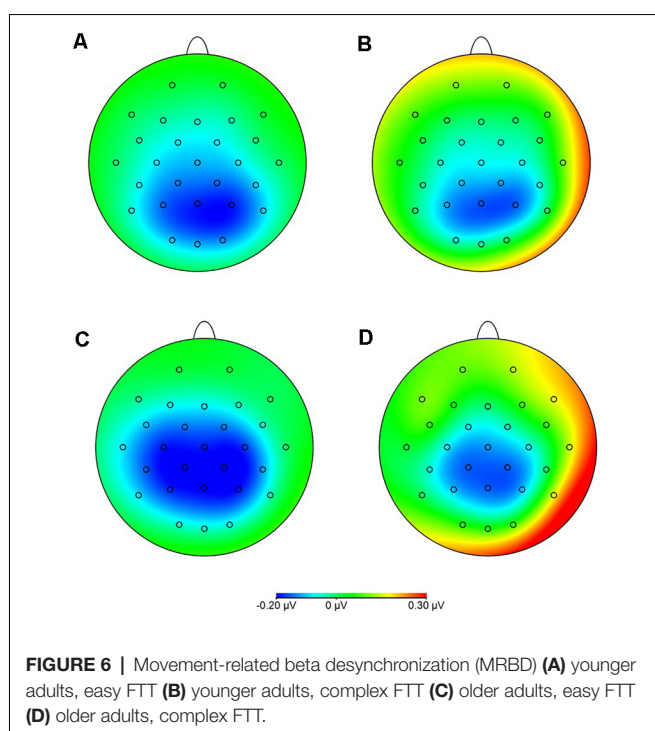 A
B
C
D
-0.20 µV 0 µV 0.30 µV
FIGURE 6 | Movement-related beta desynchronization (MRBD) (A) younger
adults, easy FTT (B) younger adults, complex FTT (C) older adults, easy FTT
(D) older adults, complex FTT.